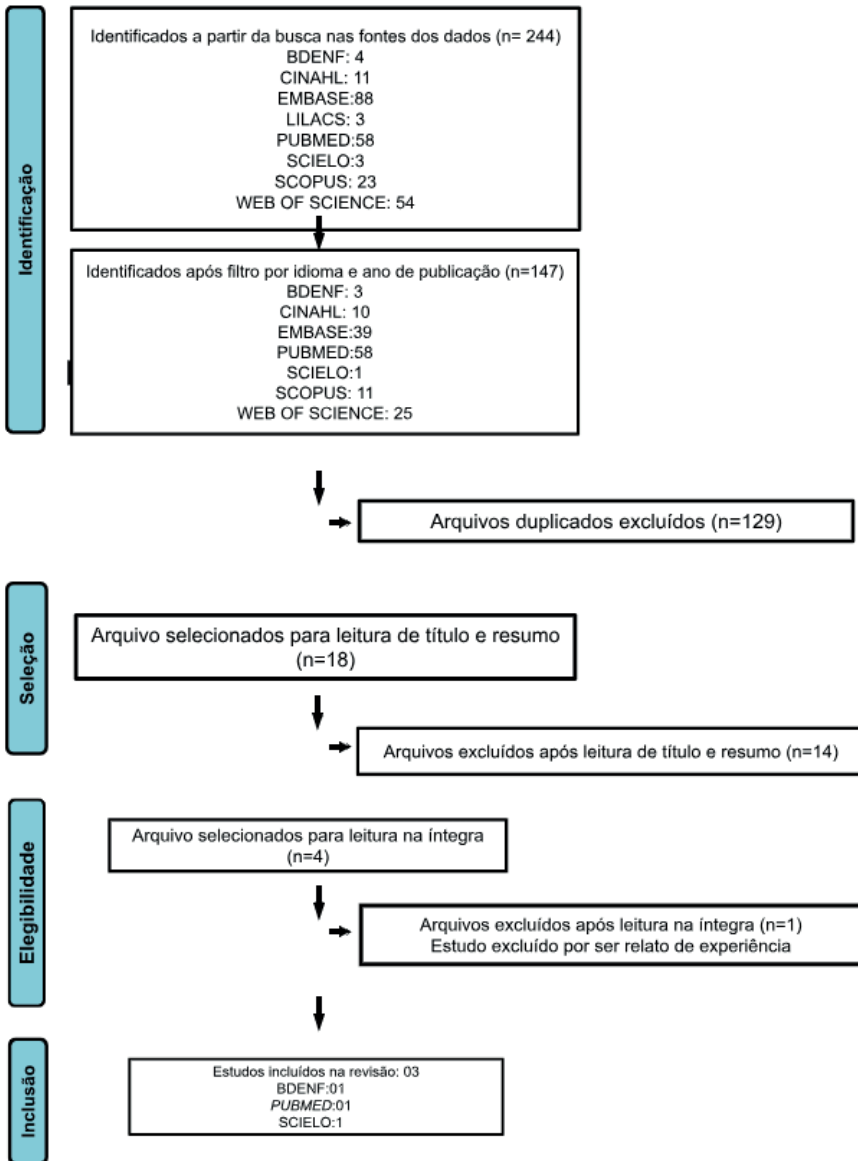 Identificação
Identificados a partir da busca nas fontes dos dados (n= 244)
BDENF: 4
CINAHL: 11
EMBASE:88
LILACS: 3
PUBMED:58
SCIELO:3
SCOPUS: 23
WEB OF SCIENCE: 54
Identificados após filtro por idioma e ano de publicação (n=147)
BDENF: 3
CINAHL: 10
EMBASE:39
PUBMED:58
SCIELO:1
SCOPUS: 11
WEB OF SCIENCE: 25
Arquivos duplicados excluídos (n=129)
Seleção
Arquivo selecionados para leitura de título e resumo
(n=18)
Arquivos excluídos após leitura de título e resumo (n=14)
Elegibilidade
Arquivo selecionados para leitura na íntegra
(n=4)
Arquivos excluídos após leitura na íntegra (n=1)
Estudo excluído por ser relato de experiência
Inclusão
Estudos incluídos na revisão: 03
BDENF:01
PUBMED:01
SCIELO:1